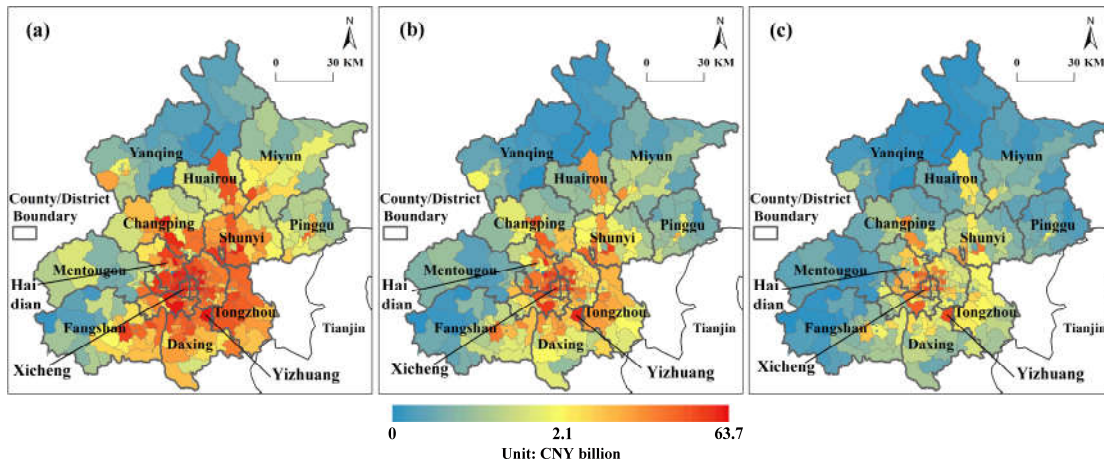 (a)
N
0 30 KM
Yanqing
Miyun
Huairou
County/District
Boundary
Changping
Pinggu
Shunyi
Mentougou
Hai
dian
Fangshan
Tongzhou
Tianjin
Daxing
Xicheng
Yizhuang
(b)
N
0 30 KM
Yanqing
Miyun
Huairou
County/District
Boundary
Changping
Pinggu
Shunyi
Mentougou
Hai
dian
Fangshan
Tongzhou
Tianjin
Daxing
Xicheng
Yizhuang
(c)
N
0 30 KM
Yanqing
Miyun
Huairou
County/District
Boundary
Changping
Pinggu
Shunyi
Mentougou
Hai
dian
Fangshan
Tongzhou
Tianjin
Daxing
Xicheng
Yizhuang
0 2.1 63.7
Unit: CNY billion